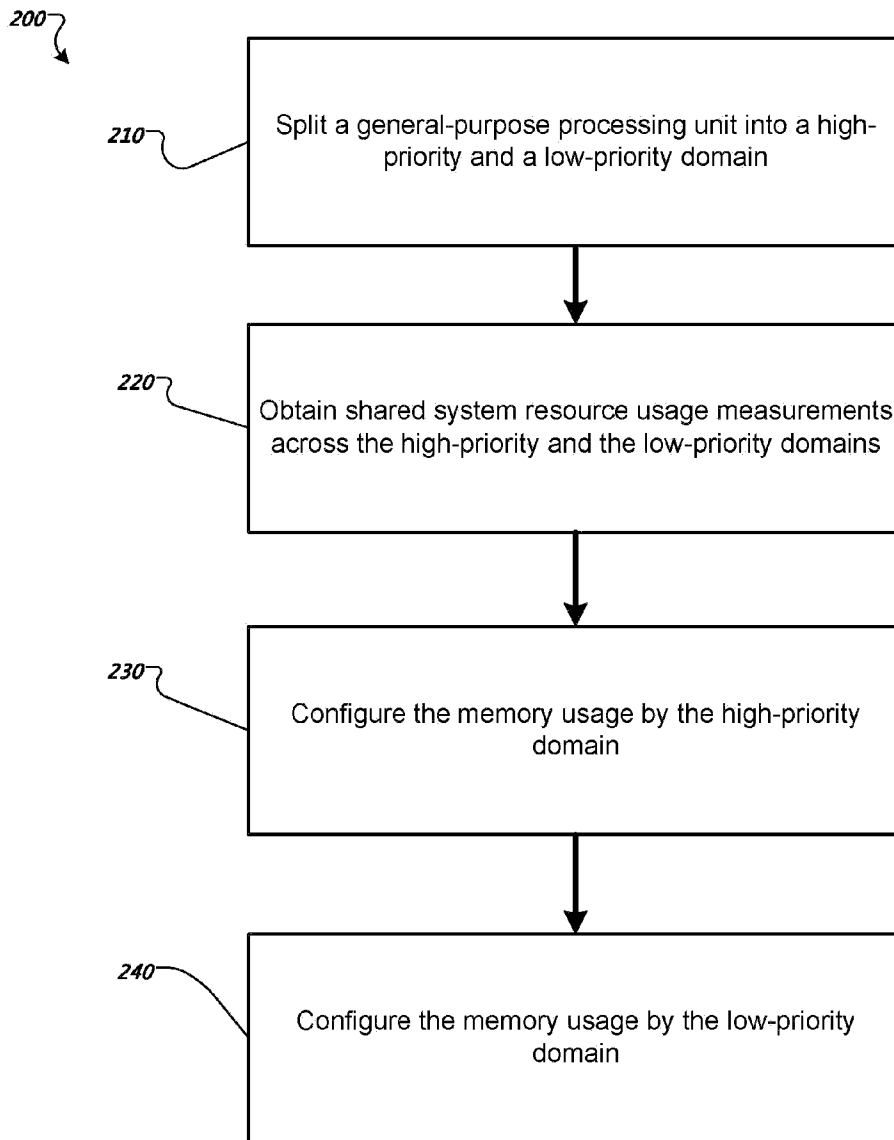 200
210
Split a general-purpose processing unit into a high-
priority and a low-priority domain
220
Obtain shared system resource usage measurements
across the high-priority and the low-priority domains
230
Configure the memory usage by the high-priority
domain
240
Configure the memory usage by the low-priority
domain